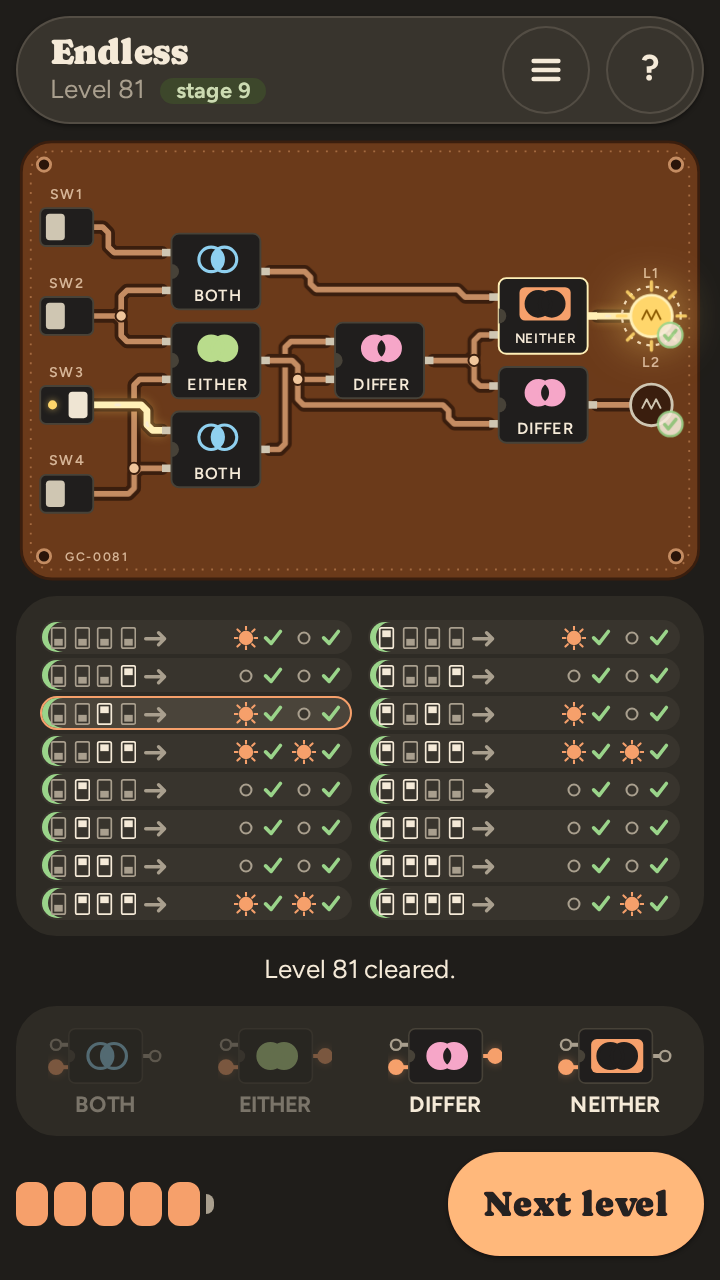 Endless
Level 81 stage 9
?
SW1
SW2
SW3
SW4
BOTH
EITHER
BOTH
DIFFER
NEITHER
DIFFER
L1
L2
GC-0081
Level 81 cleared.
BOTH
EITHER
DIFFER
NEITHER
Next level